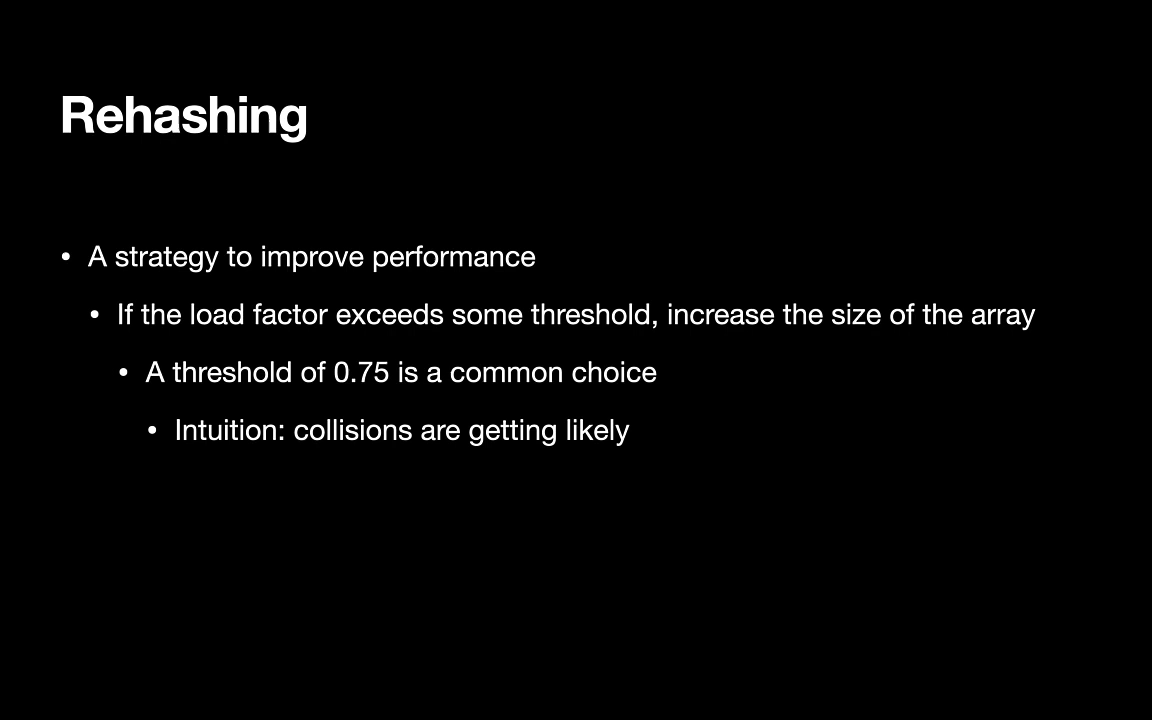 Rehashing
• A strategy to improve performance
• If the load factor exceeds some threshold, increase the size of the array
• A threshold of 0.75 is a common choice
• Intuition: collisions are getting likely